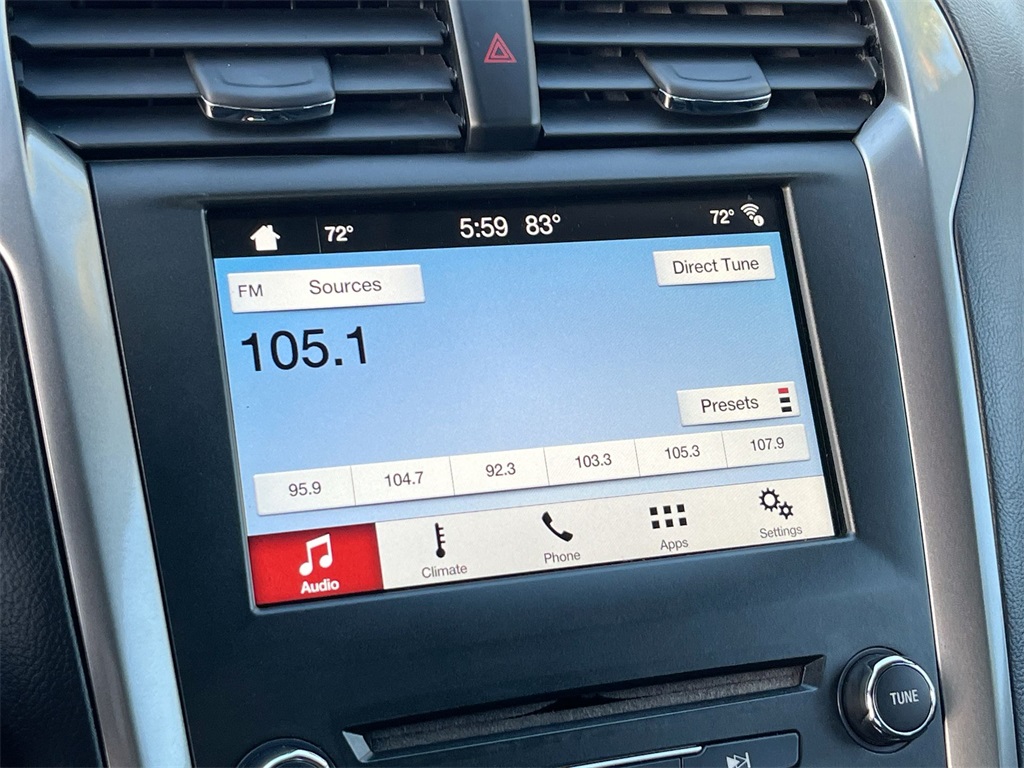 72° 5:59 83° 72°
FM Sources Direct Tune
105.1
Presets
95.9 104.7 92.3 103.3 105.3 107.9
Audio Climate Phone Apps Settings
TUNE